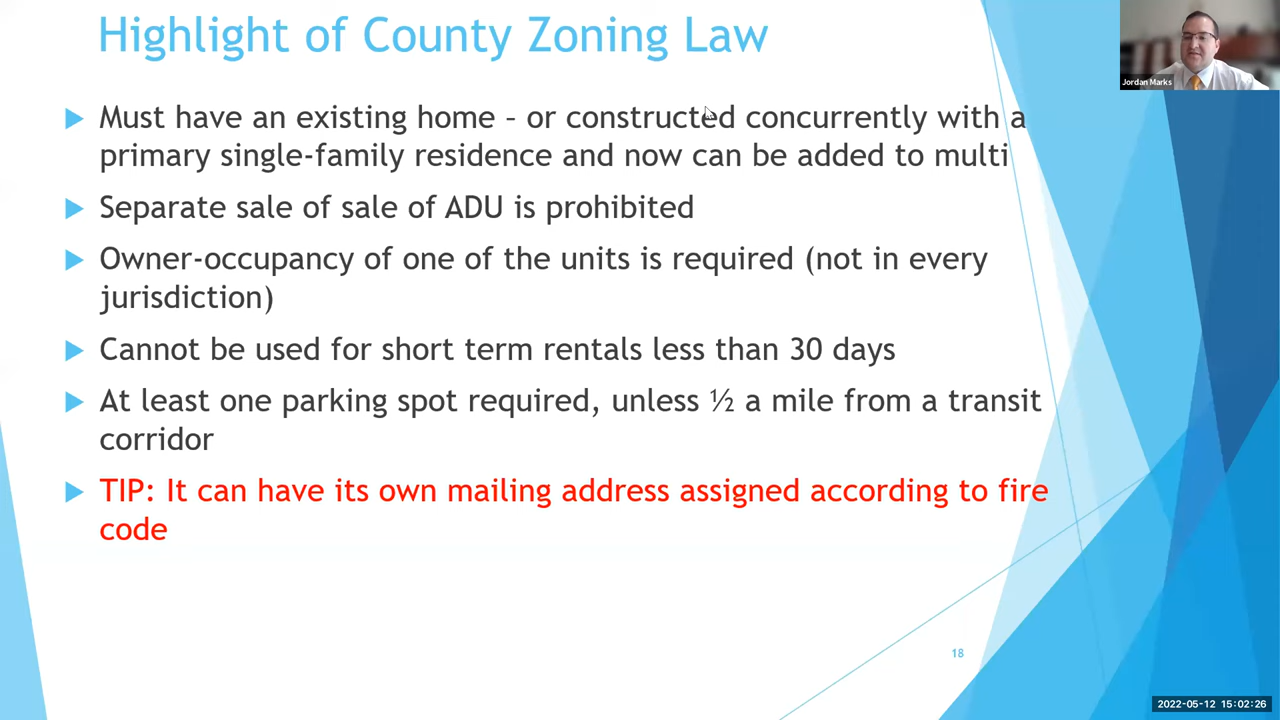 Highlight of County Zoning Law
Jordan Marks
Must have an existing home – or constructed concurrently with a
primary single-family residence and now can be added to multi
Separate sale of sale of ADU is prohibited
Owner-occupancy of one of the units is required (not in every
jurisdiction)
Cannot be used for short term rentals less than 30 days
At least one parking spot required, unless ½ a mile from a transit
corridor
TIP: It can have its own mailing address assigned according to fire
code
18
2022-05-12 15:02:26